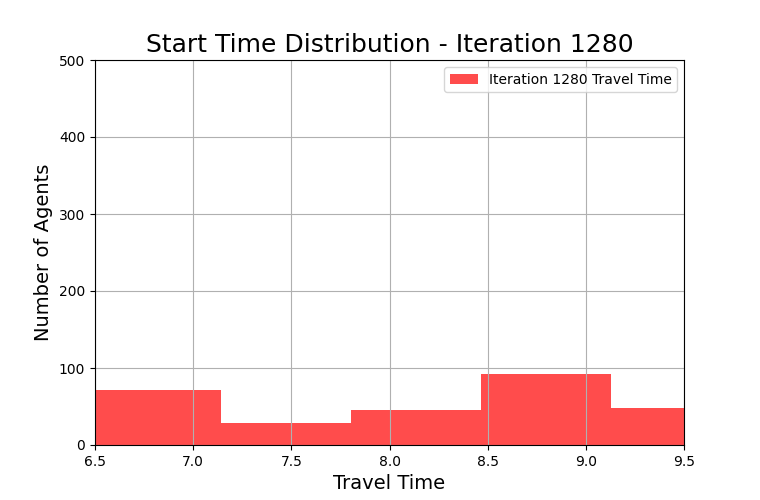 Start Time Distribution - Iteration 1280
Iteration 1280 Travel Time
Number of Agents
500
400
300
200
100
0
6.5 7.0 7.5 8.0 8.5 9.0 9.5
Travel Time